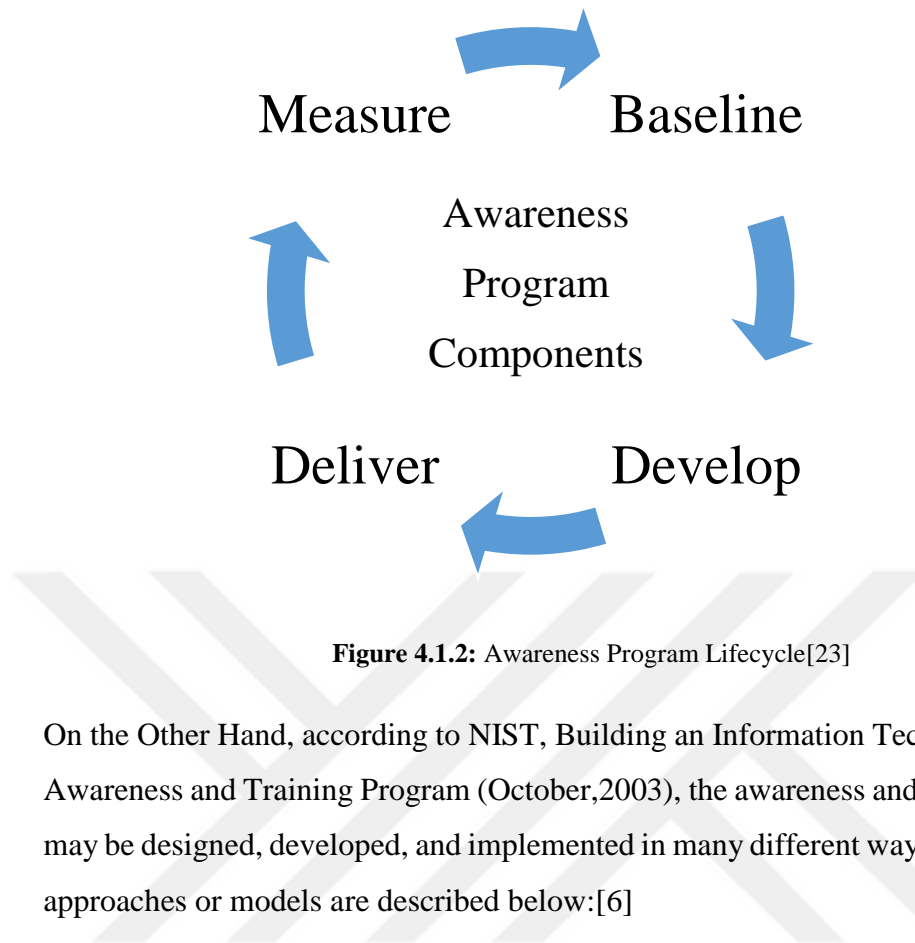 Measure Baseline
Awareness
Program
Components
Deliver Develop
Figure 4.1.2: Awareness Program Lifecycle[23]
On the Other Hand, according to NIST, Building an Information Tec
Awareness and Training Program (October,2003), the awareness and
may be designed, developed, and implemented in many different way
approaches or models are described below:[6]